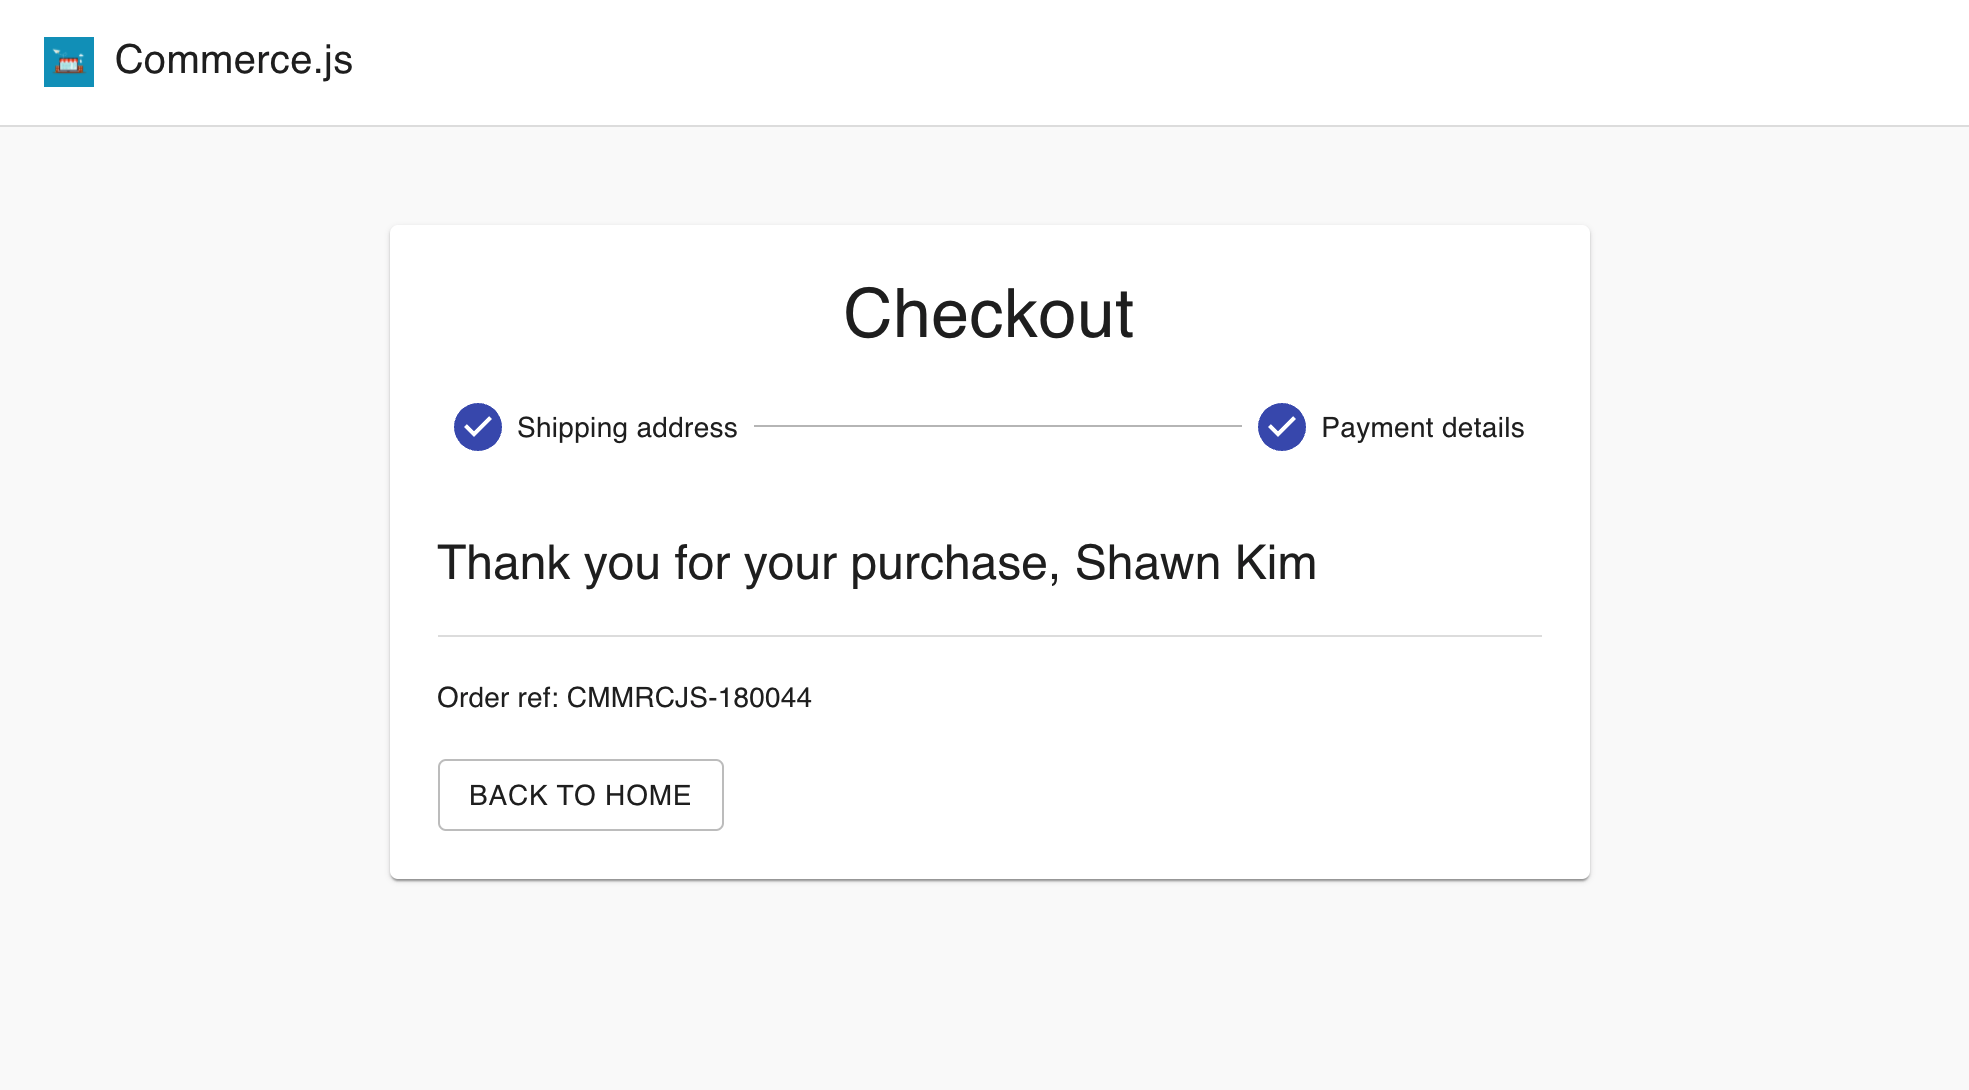 Commerce.js
Checkout
Shipping address
Payment details
Thank you for your purchase, Shawn Kim
Order ref: CMMRCJS-180044
BACK TO HOME